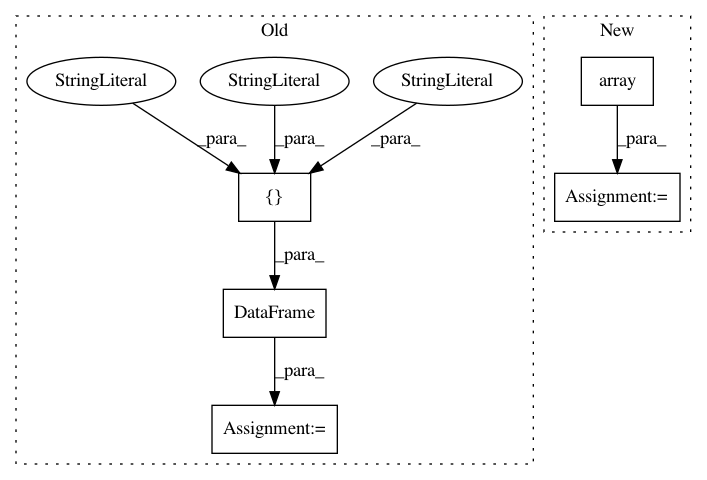 Old
New
StringLiteral
StringLiteral
StringLiteral
array
_para_
_para_
_para_
_para_
{}
Assignment:=
_para_
DataFrame
_para_
Assignment:=